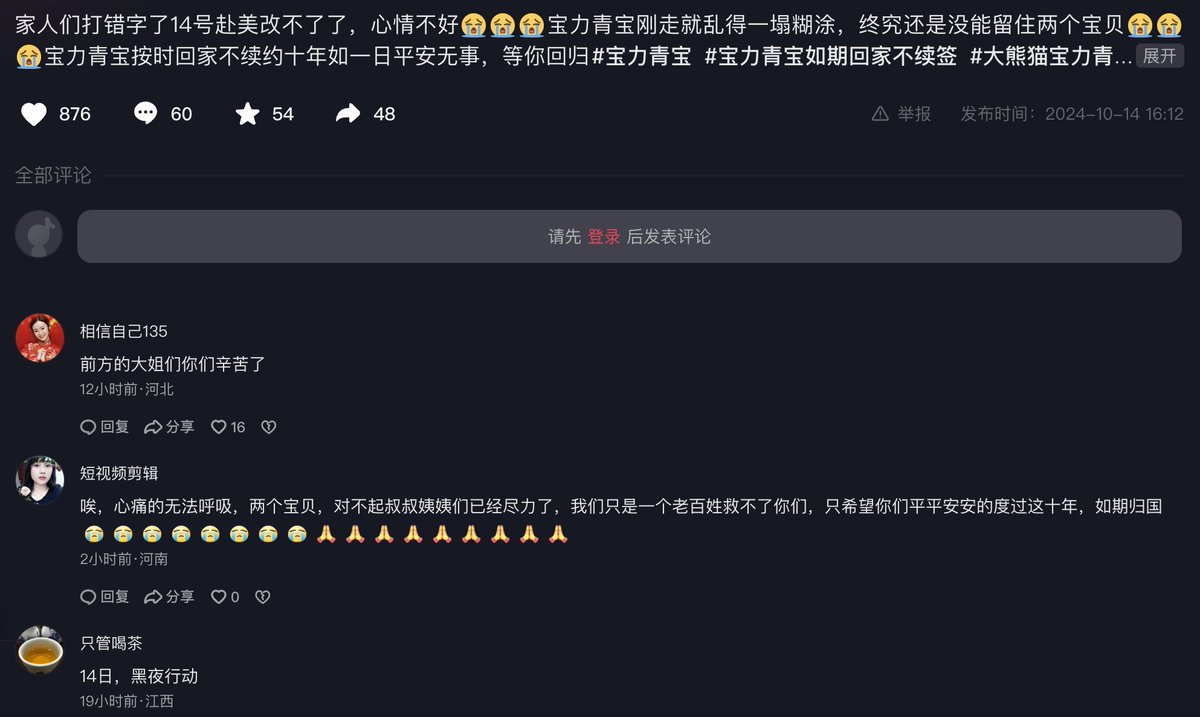 家人们打错字了14号赴美改不了了，心情不好😭😭😭宝力青宝刚走就乱得一塌糊涂，终究还是没能留住两个宝贝😭😭
😭宝力青宝按时回家不续约十年如一日平安无事，等你回归#宝力青宝 #宝力青宝如期回家不续签 #大熊猫宝力青... 展开
876 60 54 48 举报 发布时间：2024-10-14 16:12
全部评论
请先 登录 后发表评论
相信自己135
前方的大姐们你们辛苦了
12小时前·河北
回复 分享 16
短视频剪辑
唉，心痛的无法呼吸，两个宝贝，对不起叔叔姨姨们已经尽力了，我们只是一个老百姓救不了你们，只希望你们平平安安的度过这十年，如期归国
😭😭😭😭😭😭😭😭🙏🙏🙏🙏🙏🙏🙏🙏🙏
2小时前·河南
回复 分享 0
只管喝茶
14日，黑夜行动
19小时前·江西